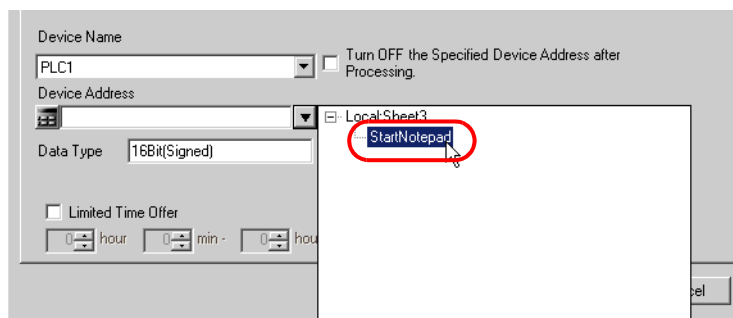 Device Name
PLC1
Turn OFF the Specified Device Address after
Processing.
Device Address
Local:Sheet3
StartNotepad
Data Type
16Bit(Signed)
Limited Time Offer
0 hour 0 min - 0 hou
cel